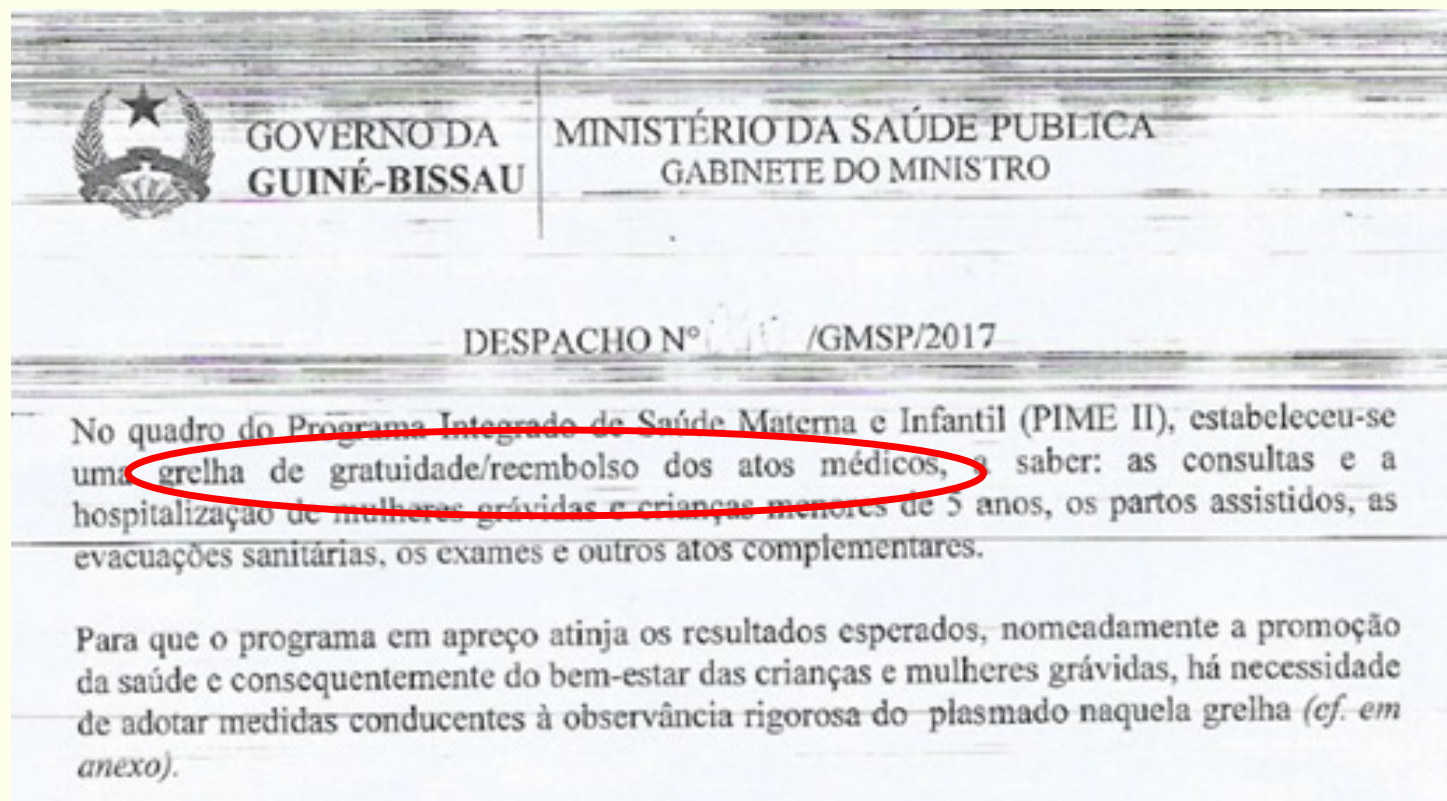 GOVERNO DA
GUINÉ-BISSAU
MINISTÉRIO DA SAÚDE PUBLICA
GABINETE DO MINISTRO
DESPACHO Nº /GMSP/2017
No quadro do Programa Integrado de Saúde Materna e Infantil (PIME II), estabeleceu-se
uma grelha de gratuidade/reembolso dos atos médicos, a saber: as consultas e a
hospitalização de mulheres grávidas e crianças menores de 5 anos, os partos assistidos, as
evacuações sanitárias, os exames e outros atos complementares.
Para que o programa em apreço atinja os resultados esperados, nomeadamente a promoção
da saúde e consequentemente do bem-estar das crianças e mulheres grávidas, há necessidade
de adotar medidas conducentes à observância rigorosa do plasmado naquela grelha (cf. em
anexo).